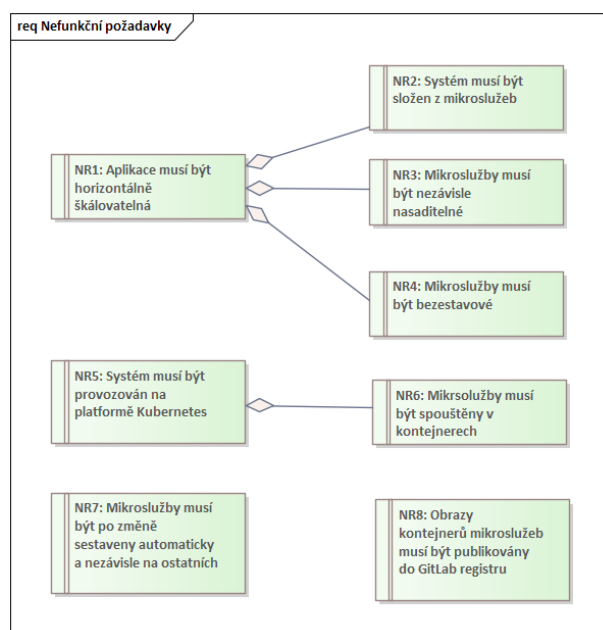 req Nefunkční požadavky
NR2: Systém musí být
složen z mikroslužeb
NR1: Aplikace musí být
horizontálně
škálovatelná
NR3: Mikroslužby musí
být nezávisle
nasaditelné
NR4: Mikroslužby musí
být bezestavové
NR5: Systém musí být
provozován na
platformě Kubernetes
NR6: Mikrsolužby musí
být spouštěny v
kontejnerech
NR7: Mikroslužby musí
být po změně
sestaveny automaticky
a nezávisle na ostatních
NR8: Obrazy
kontejnerů mikroslužeb
musí být publikovány
do GitLab registru